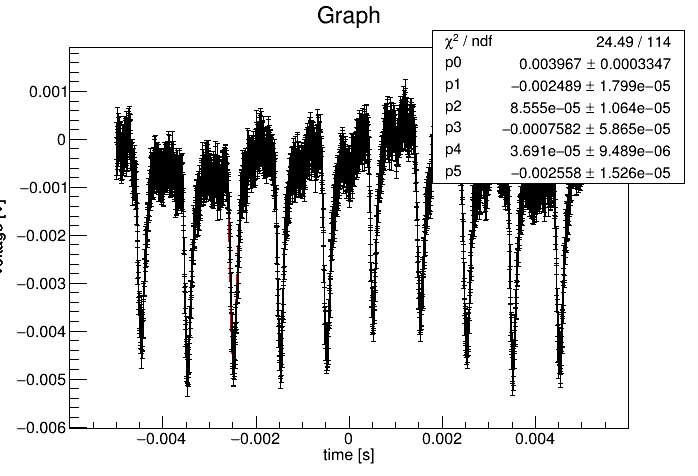 Graph
χ² / ndf 24.49 / 114
p0 0.003967 ± 0.0003347
p1 −0.002489 ± 1.799e−05
p2 8.555e−05 ± 1.064e−05
p3 −0.0007582 ± 5.865e−05
p4 3.691e−05 ± 9.489e−06
p5 −0.002558 ± 1.526e−05
0.001
0
−0.001
−0.002
−0.003
−0.004
−0.005
−0.006
−0.004 −0.002 0 0.002 0.004
time [s]